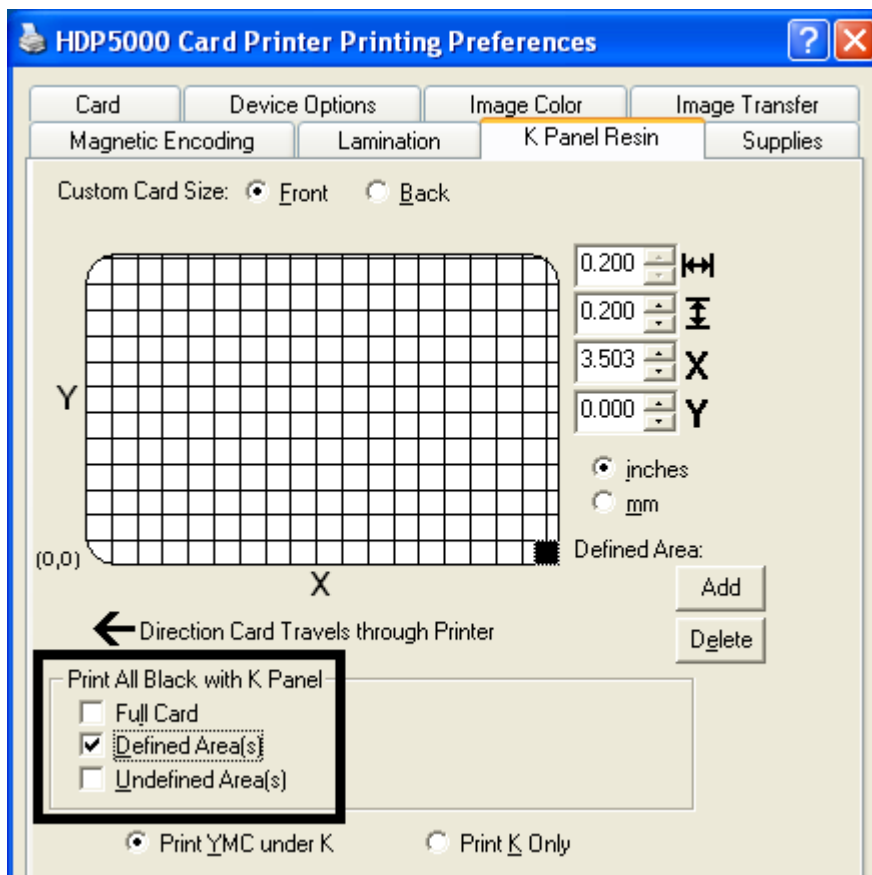 HDP5000 Card Printer Printing Preferences
Card Device Options Image Color Image Transfer
Magnetic Encoding Lamination K Panel Resin Supplies
Custom Card Size: Front Back
0.200
0.200
3.503 X
0.000 Y
Y
inches
mm
(0,0)
X
Defined Area:
Add
Direction Card Travels through Printer
Delete
Print All Black with K Panel
Full Card
Defined Area(s)
Undefined Area(s)
Print YMC under K Print K Only